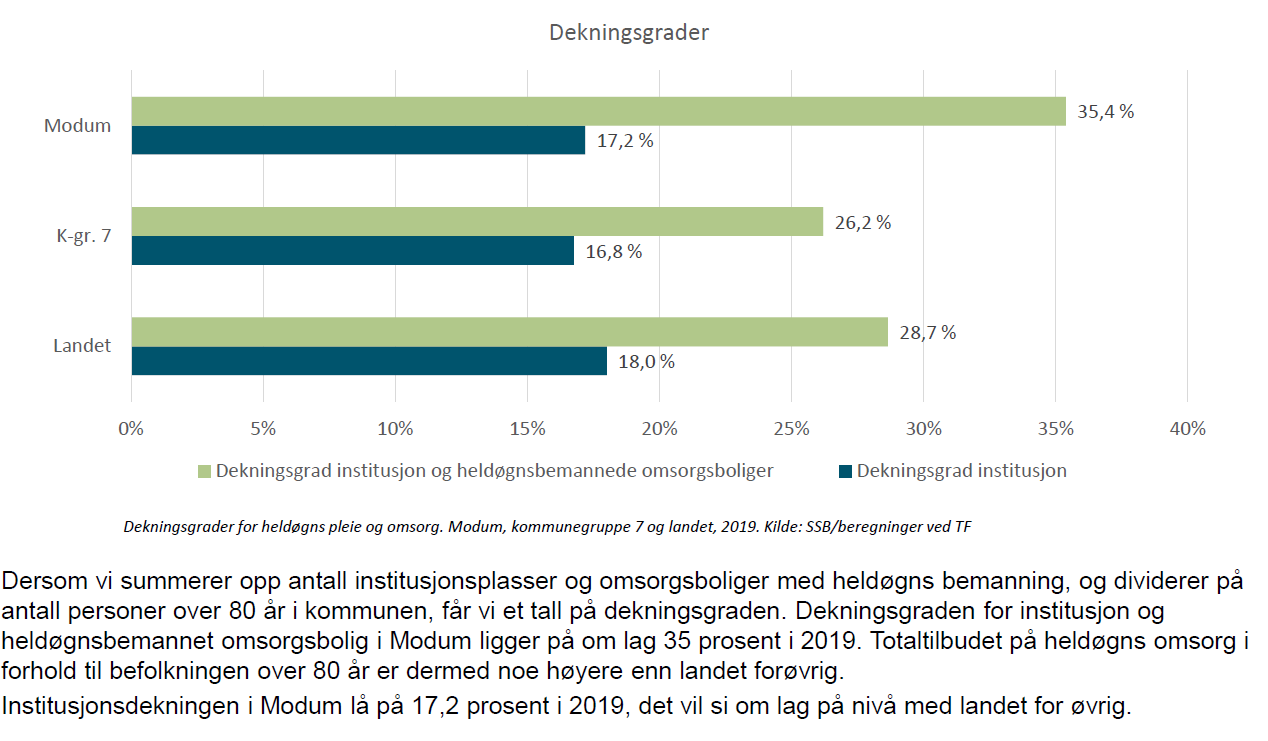 Dekningsgrader
Modum
35,4 %
17,2 %
K-gr. 7
26,2 %
16,8 %
Landet
28,7 %
18,0 %
0% 5% 10% 15% 20% 25% 30% 35% 40%
Dekningsgrad institusjon og heldøgnsbemannede omsorgsboliger Dekningsgrad institusjon
Dekningsgrader for heldøgns pleie og omsorg. Modum, kommunegruppe 7 og landet, 2019. Kilde: SSB/beregninger ved TF
Dersom vi summerer opp antall institusjonsplasser og omsorgsboliger med heldøgns bemanning, og dividerer på
antall personer over 80 år i kommunen, får vi et tall på dekningsgraden. Dekningsgraden for institusjon og
heldøgnsbemannet omsorgsbolig i Modum ligger på om lag 35 prosent i 2019. Totaltilbudet på heldøgns omsorg i
forhold til befolkningen over 80 år er dermed noe høyere enn landet forøvrig.
Institusjonsdekningen i Modum lå på 17,2 prosent i 2019, det vil si om lag på nivå med landet for øvrig.